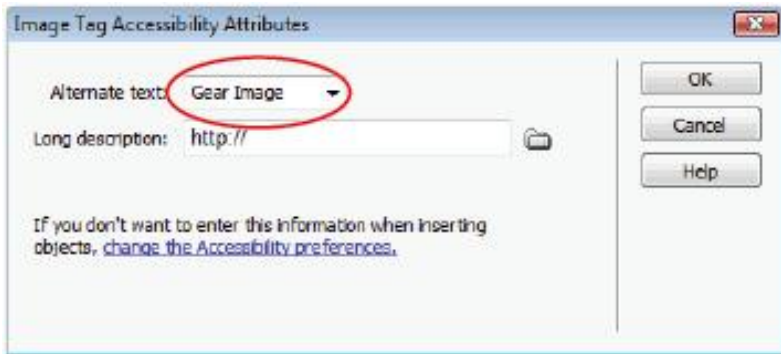 Image Tag Accessibility Attributes
Alternate text: Gear Image
OK
Long description: http://
Cancel
Help
If you don't want to enter this information when inserting
objects, change the Accessibility preferences.